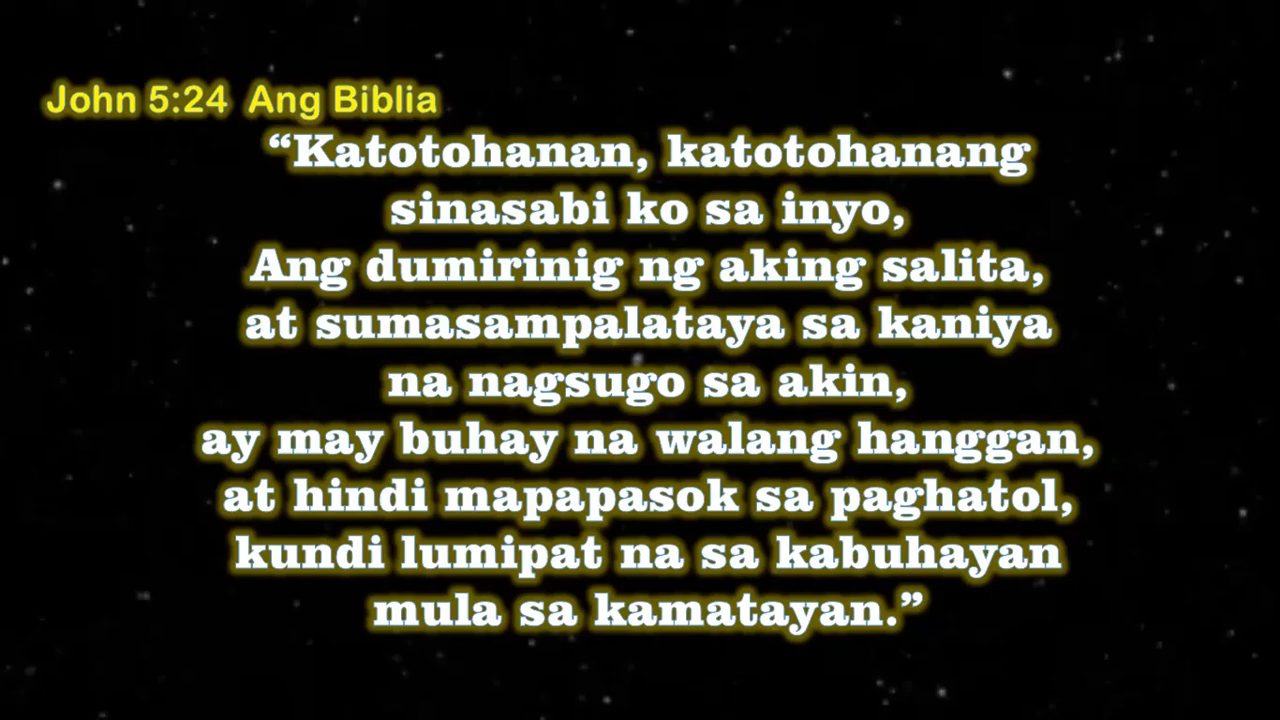 John 5:24 Ang Biblia
“Katotohanan, katotohanang
sinasabi ko sa inyo,
Ang dumirinig ng aking salita,
at sumasampalataya sa kaniya
na nagsugo sa akin,
ay may buhay na walang hanggan,
at hindi mapapasok sa paghatol,
kundi lumipat na sa kabuhayan
mula sa kamatayan.”